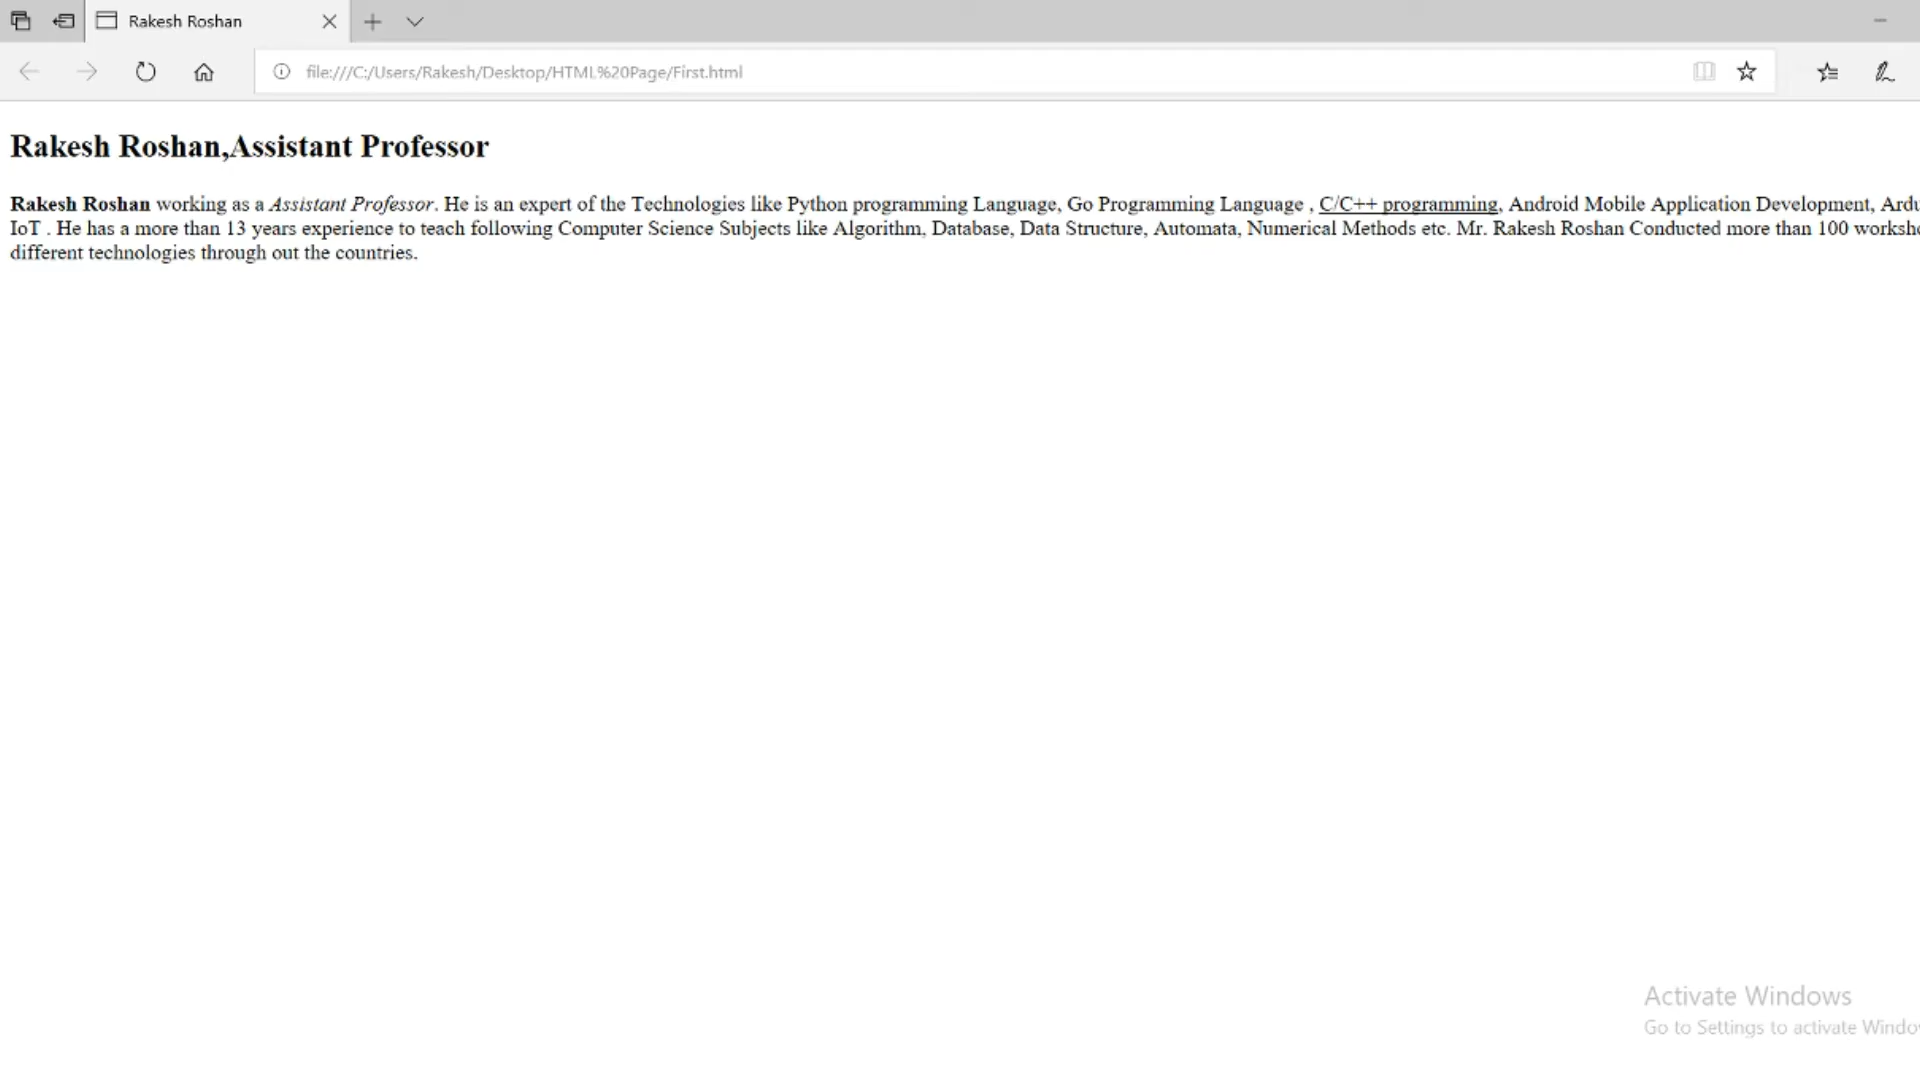 Rakesh Roshan
file:///C:/Users/Rakesh/Desktop/HTML%20Page/First.html
Rakesh Roshan,Assistant Professor
Rakesh Roshan working as a Assistant Professor. He is an expert of the Technologies like Python programming Language, Go Programming Language , C/C++ programming, Android Mobile Application Development,
IoT . He has a more than 13 years experience to teach following Computer Science Subjects like Algorithm, Database, Data Structure, Automata, Numerical Methods etc. Mr. Rakesh Roshan Conducted more than 100
different technologies through out the countries.
Activate Windows
Go to Settings to activate